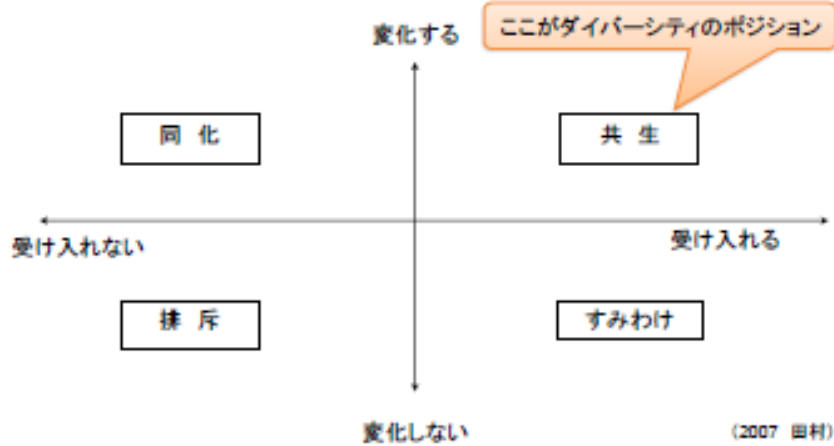 ここがダイバーシティのポジション
変化する
同 化
共 生
受け入れない
受け入れる
排 斥
すみわけ
変化しない
(2007 田村)